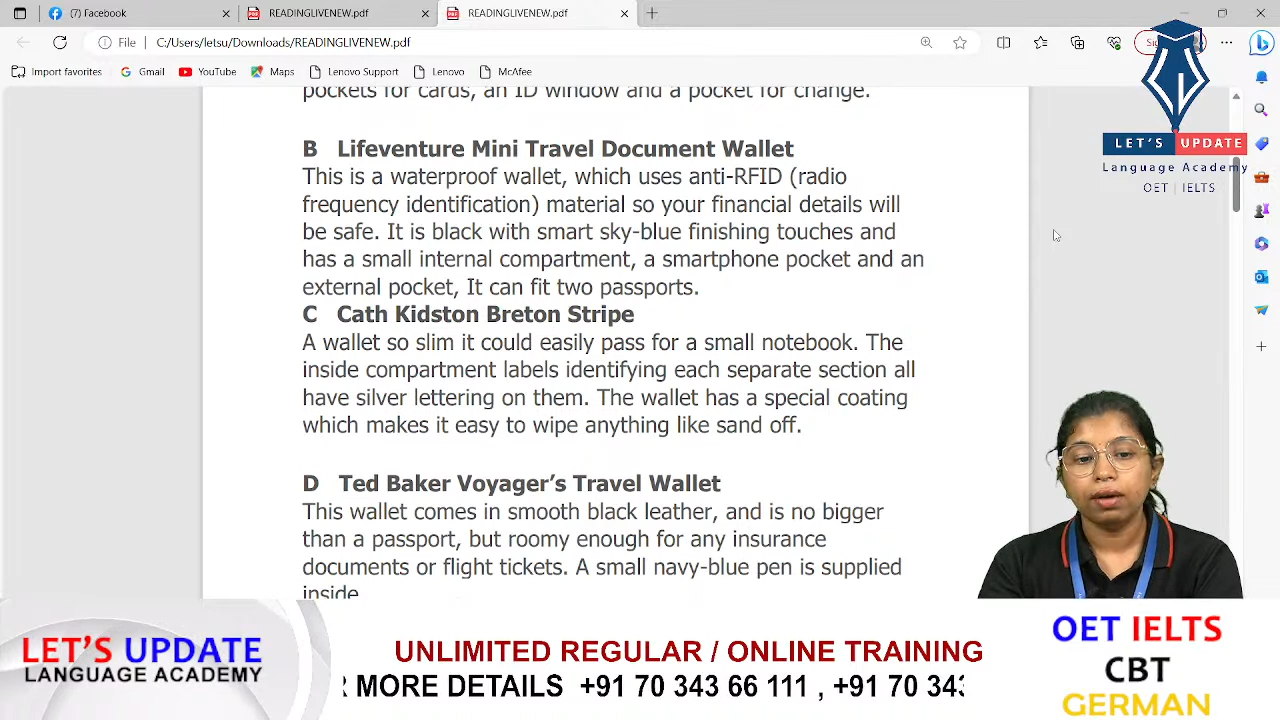 (7) Facebook
READINGLIVENEW.pdf
READINGLIVENEW.pdf
File
C:/Users/letsu/Downloads/READINGLIVENEW.pdf
Import favorites
Gmail
YouTube
Maps
Lenovo Support
Lenovo
McAfee
LET'S UPDATE
Language Academy
OET | IELTS
pockets for cards, an ID window and a pocket for change.
B Lifeventure Mini Travel Document Wallet
This is a waterproof wallet, which uses anti-RFID (radio
frequency identification) material so your financial details will
be safe. It is black with smart sky-blue finishing touches and
has a small internal compartment, a smartphone pocket and an
external pocket, It can fit two passports.
C Cath Kidston Breton Stripe
A wallet so slim it could easily pass for a small notebook. The
inside compartment labels identifying each separate section all
have silver lettering on them. The wallet has a special coating
which makes it easy to wipe anything like sand off.
D Ted Baker Voyager's Travel Wallet
This wallet comes in smooth black leather, and is no bigger
than a passport, but roomy enough for any insurance
documents or flight tickets. A small navy-blue pen is supplied
inside.
LET'S UPDATE
LANGUAGE ACADEMY
UNLIMITED REGULAR / ONLINE TRAINING
R MORE DETAILS +91 70 343 66 111 , +91 70 343
OET IELTS
CBT
GERMAN